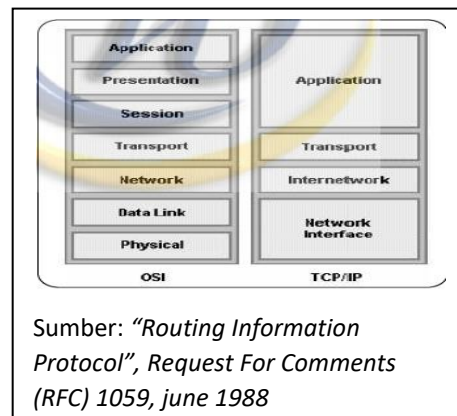 Application
Presentation
Session
Transport
Network
Data Link
Physical
OSI
Application
Transport
Internetwork
Network
Interface
TCP/IP
Sumber: “Routing Information
Protocol”, Request For Comments
(RFC) 1059, june 1988